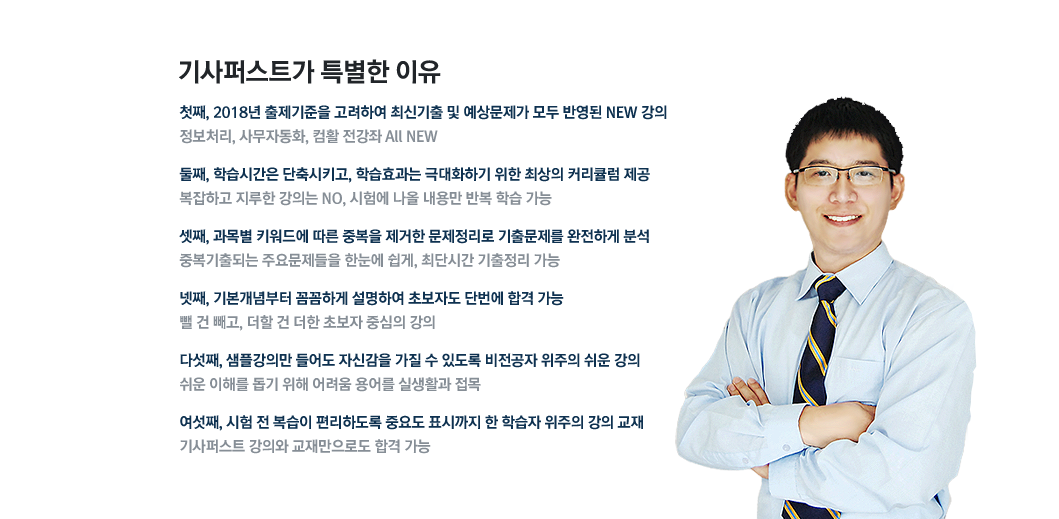 기사퍼스트가 특별한 이유
첫째, 2018년 출제기준을 고려하여 최신기출 및 예상문제가 모두 반영된 NEW 강의
정보처리, 사무자동화, 컴활 전강좌 All NEW
둘째, 학습시간은 단축시키고, 학습효과는 극대화하기 위한 최상의 커리큘럼 제공
복잡하고 지루한 강의는 NO, 시험에 나올 내용만 반복 학습 가능
셋째, 과목별 키워드에 따른 중복을 제거한 문제정리로 기출문제를 완전하게 분석
중복기출되는 주요문제들을 한눈에 쉽게, 최단시간 기출정리 가능
넷째, 기본개념부터 꼼꼼하게 설명하여 초보자도 단번에 합격 가능
뺄 건 빼고, 더할 건 더한 초보자 중심의 강의
다섯째, 샘플강의만 들어도 자신감을 가질 수 있도록 비전공자 위주의 쉬운 강의
쉬운 이해를 돕기 위해 어려움 용어를 실생활과 접목
여섯째, 시험 전 복습이 편리하도록 중요도 표시까지 한 학습자 위주의 강의 교재
기사퍼스트 강의와 교재만으로도 합격 가능